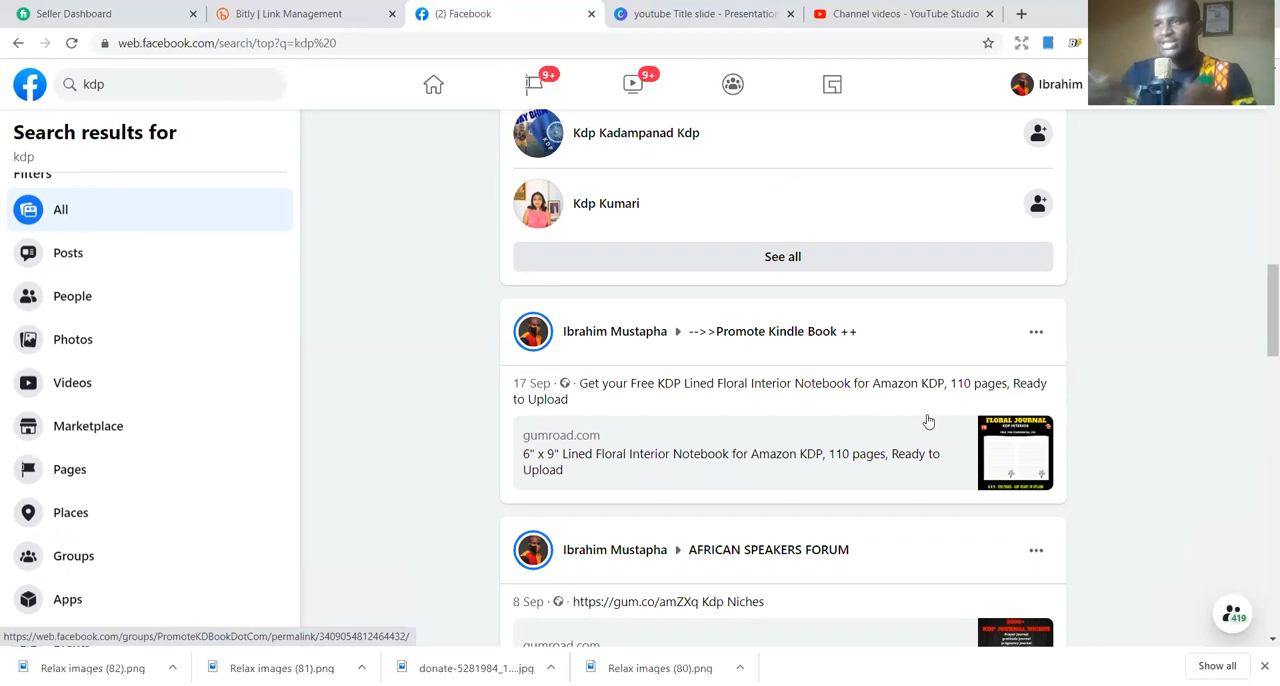 Seller Dashboard
Bitly | Link Management
(2) Facebook
youtube Title slide - Presentatio
Channel videos - YouTube Studio
web.facebook.com/search/top?q=kdp%20
kdp
9+
9+
Ibrahim
Search results for
kdp
Filters
All
Posts
People
Photos
Videos
Marketplace
Pages
Places
Groups
Apps
Kdp Kadampanad Kdp
Kdp Kumari
See all
Ibrahim Mustapha -->>Promote Kindle Book ++
17 Sep · Get your Free KDP Lined Floral Interior Notebook for Amazon KDP, 110 pages, Ready
to Upload
gumroad.com
6" x 9" Lined Floral Interior Notebook for Amazon KDP, 110 pages, Ready to
Upload
FLORAL JOURNAL
KDP INTERIOR
Ibrahim Mustapha AFRICAN SPEAKERS FORUM
8 Sep · https://gum.co/amZXq Kdp Niches
gumroad.com
419
https://web.facebook.com/groups/PromoteKDBookDotCom/permalink/8409054812464432/
Relax images (82).png
Relax images (81).png
donate-5281984_1....jpg
Relax images (80).png
Show all